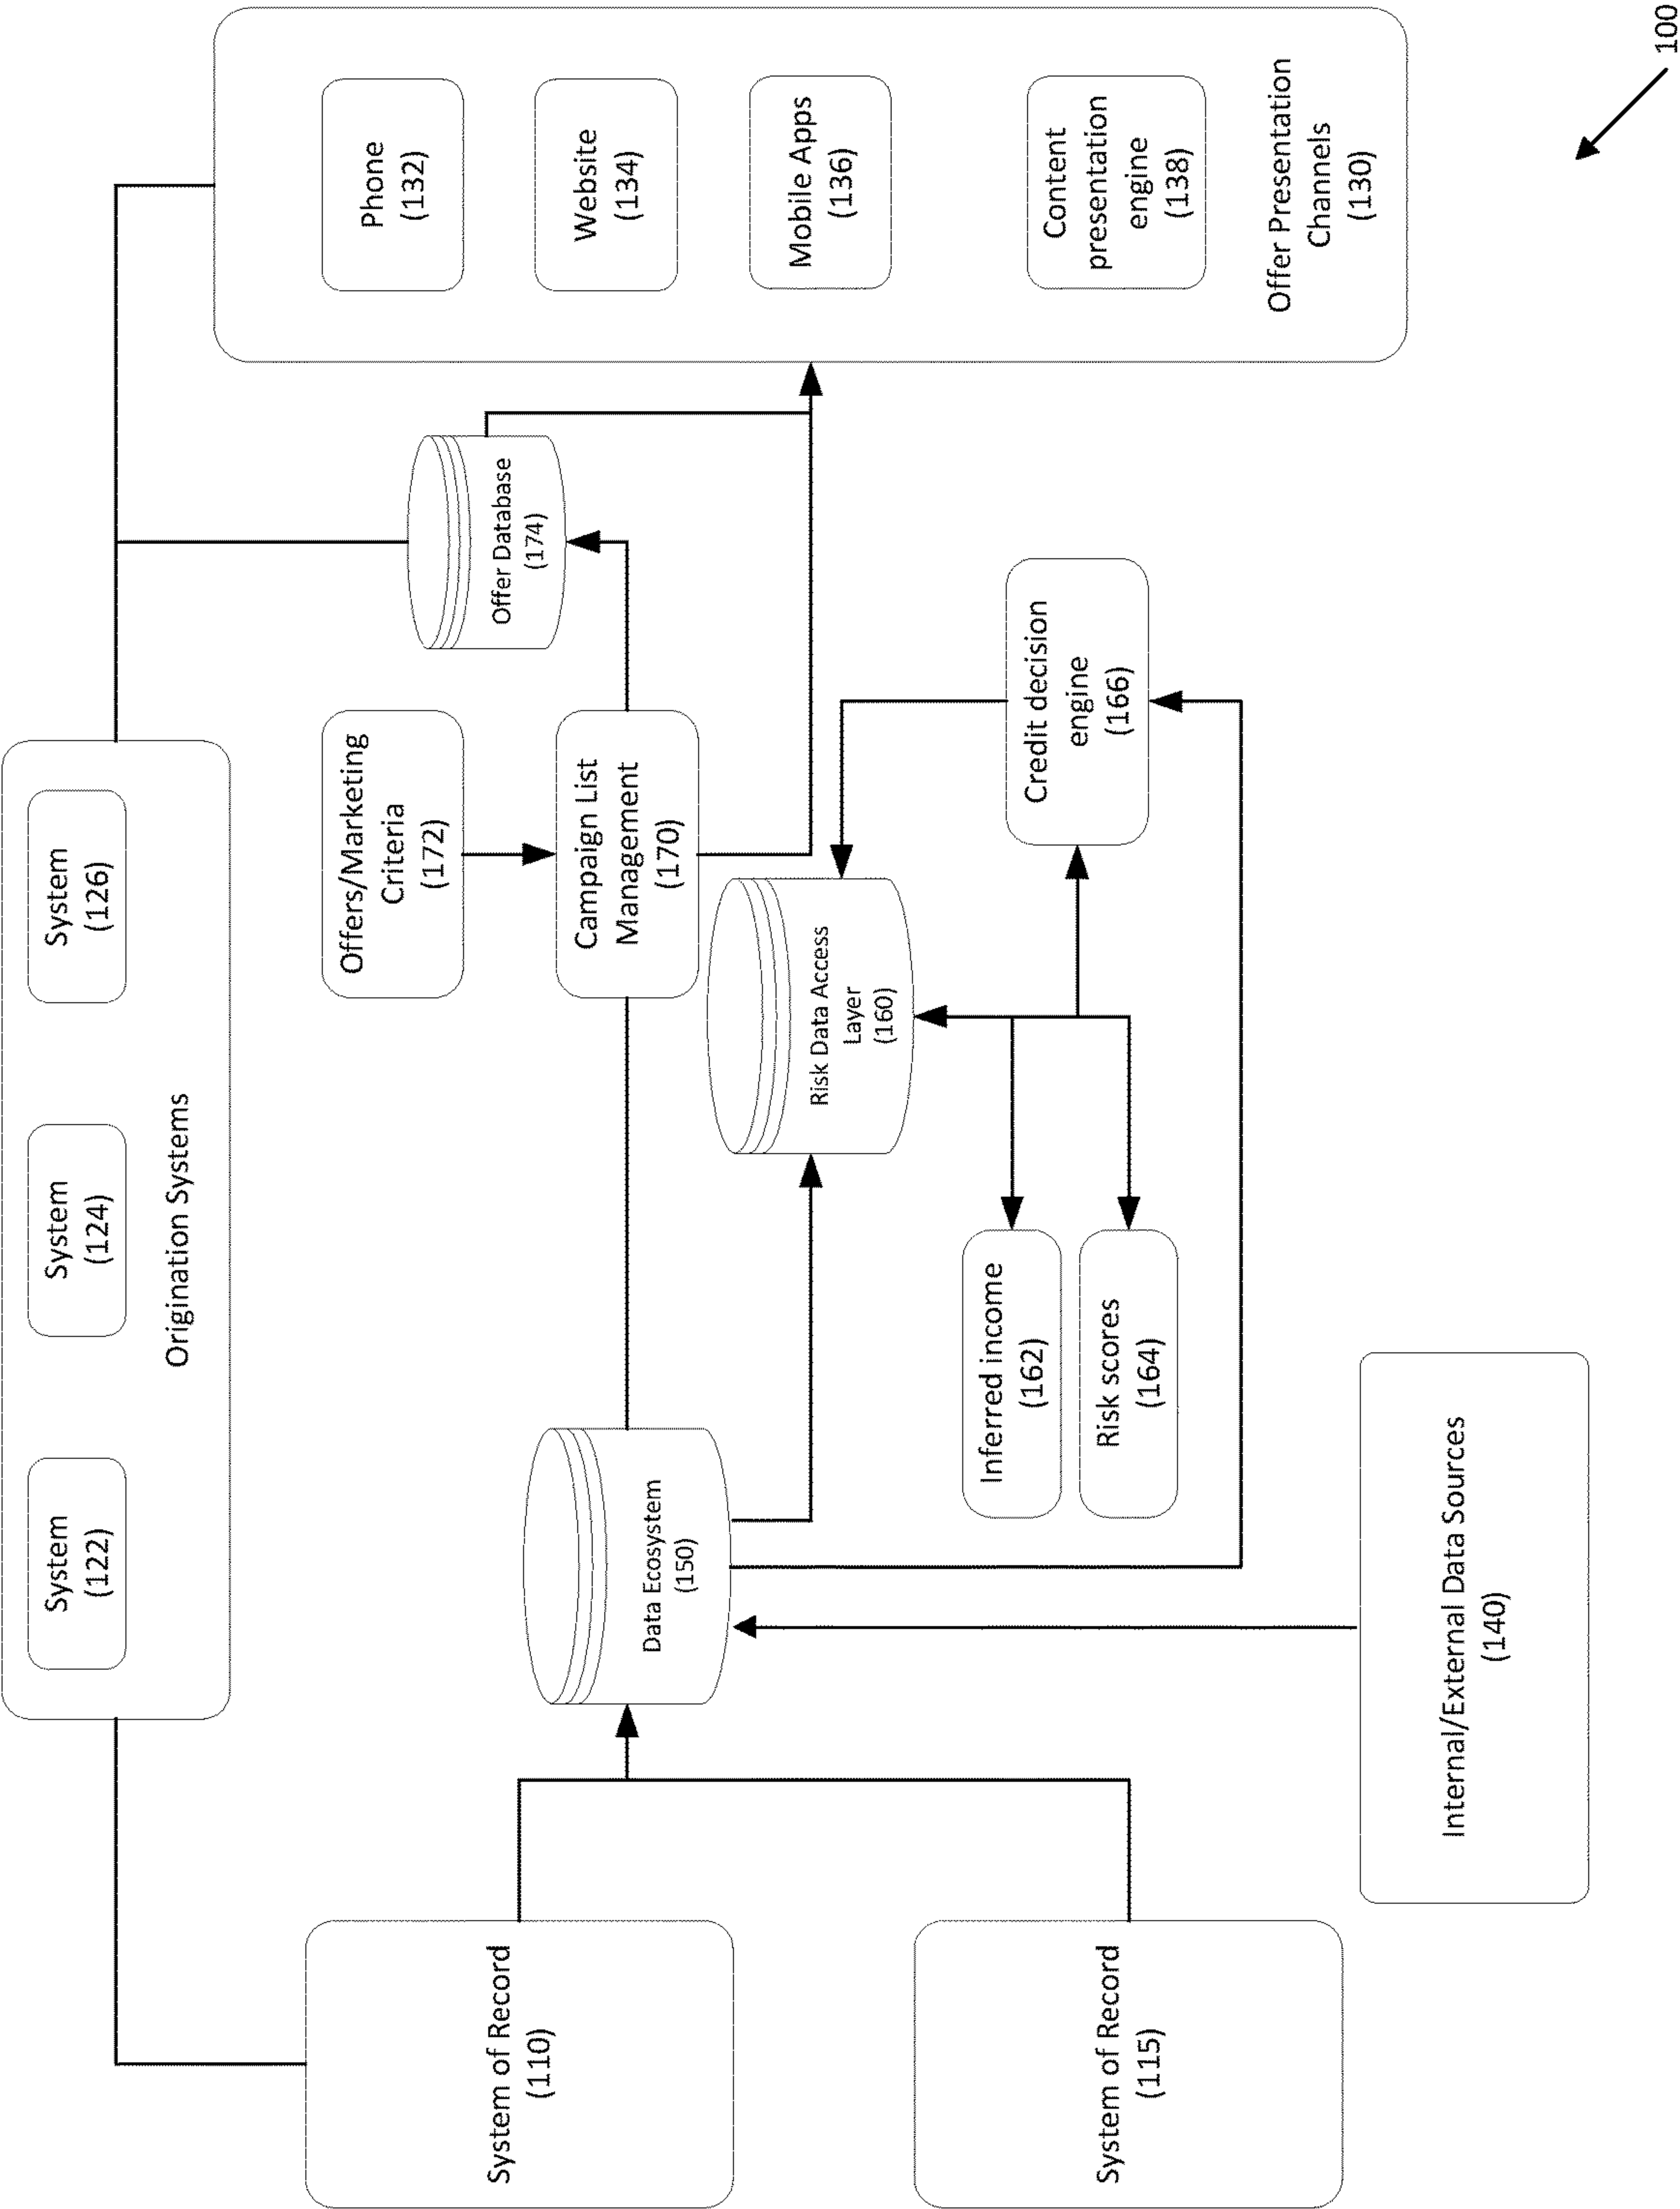 System
(122)
System
(124)
System
(126)
Origination Systems
System of Record
(110)
System of Record
(115)
Data Ecosystem
(150)
Internal/External Data Sources
(140)
Offers/Marketing
Criteria
(172)
Campaign List
Management
(170)
Offer Database
(174)
Risk Data Access
Layer
(160)
Inferred income
(162)
Risk scores
(164)
Credit decision
engine
(166)
Phone
(132)
Website
(134)
Mobile Apps
(136)
Content
presentation
engine
(138)
Offer Presentation
Channels
(130)
100